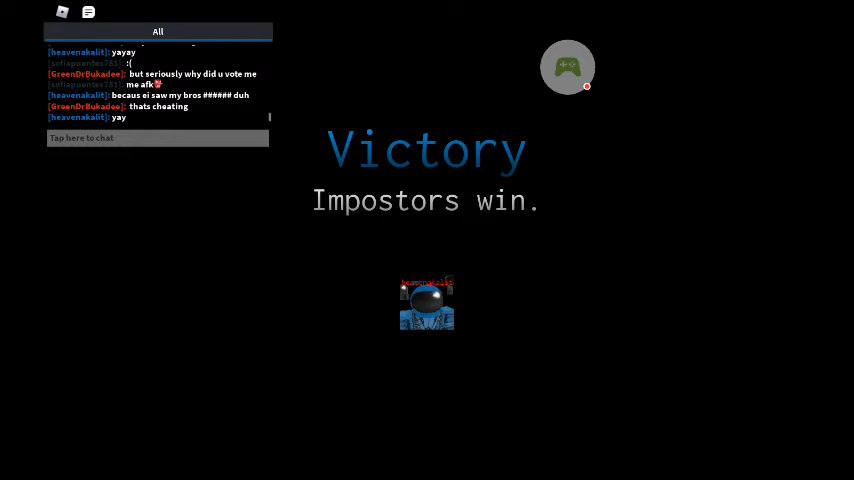 All
[heavenakalit]: yayay
[sofiapuentes781]: :(
[GreenDrBukadee]: but seriously why did u vote me
[sofiapuentes781]: me afk
[heavenakalit]: becaus ei saw my bros ###### duh
[GreenDrBukadee]: thats cheating
[heavenakalit]: yay
Tap here to chat
Victory
Impostors win.
heavenakalit